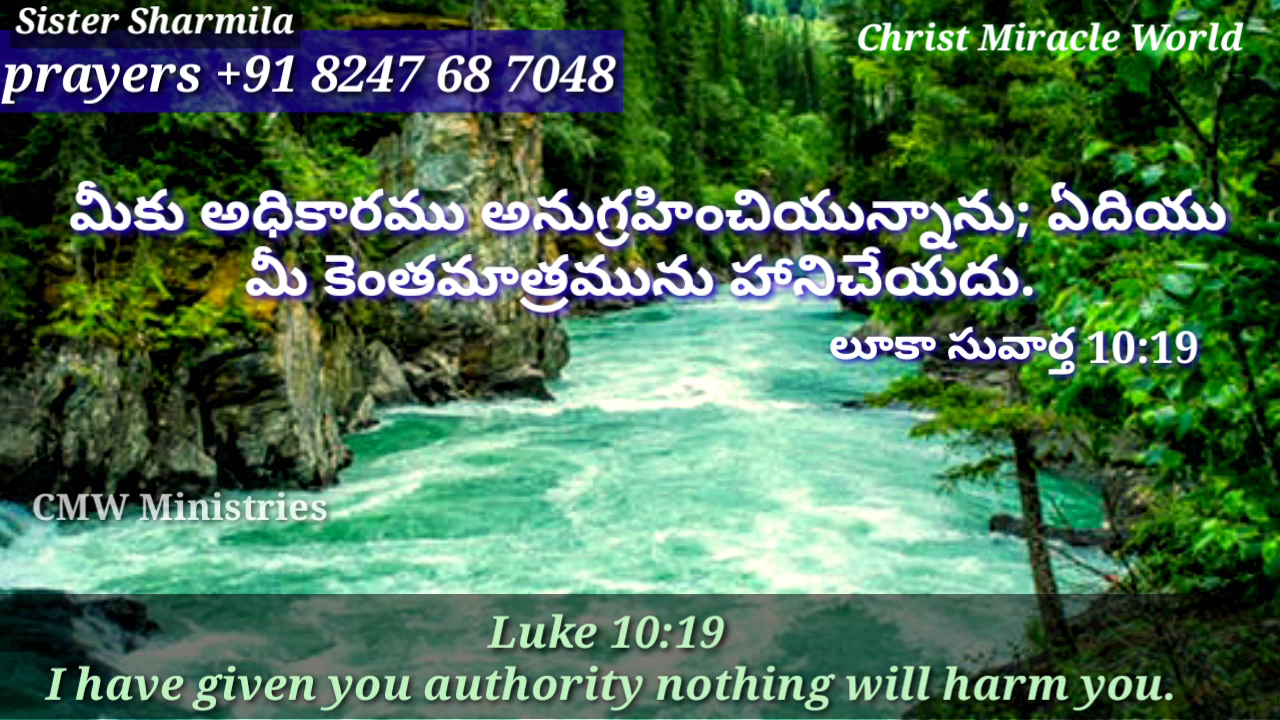 Sister Sharmila
prayers +91 8247 68 7048
Christ Miracle World
మీకు అధికారము అనుగ్రహించియున్నాను; ఏదియు
మీ కెంతమాత్రమును హానిచేయదు.
లూకా సువార్త 10:19
CMW Ministries
Luke 10:19
I have given you authority nothing will harm you.